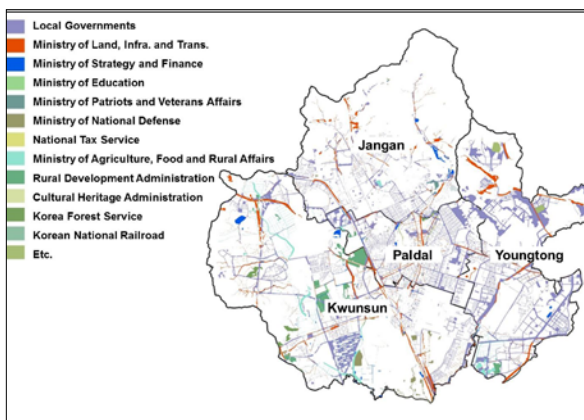 Local Governments
Ministry of Land, Infra. and Trans.
Ministry of Strategy and Finance
Ministry of Education
Ministry of Patriots and Veterans Affairs
Ministry of National Defense
National Tax Service
Ministry of Agriculture, Food and Rural Affairs
Rural Development Administration
Cultural Heritage Administration
Korea Forest Service
Korean National Railroad
Etc.
Jangan
Paldal
Youngtong
Kwunsun